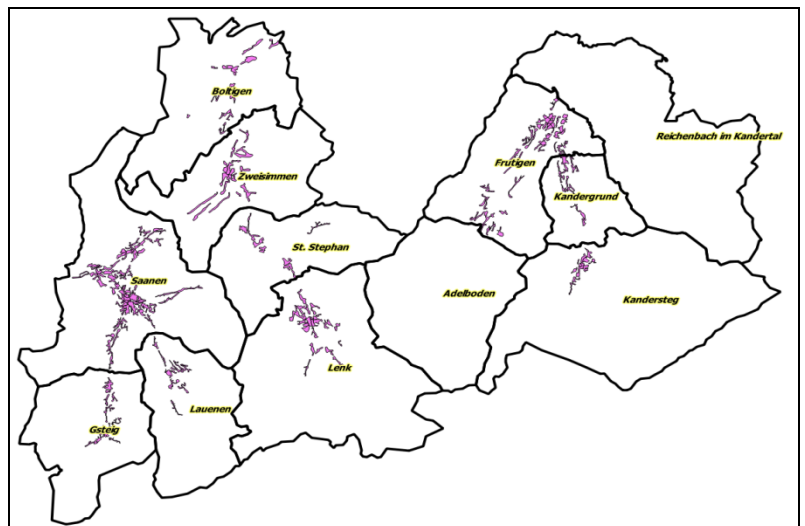 Boltigen
Reichenbach im Kandertal
Frutigen
Zweisimmen
Kandergrund
St. Stephan
Saanen
Adelboden
Kandersteg
Lenk
Lauenen
Gsteig